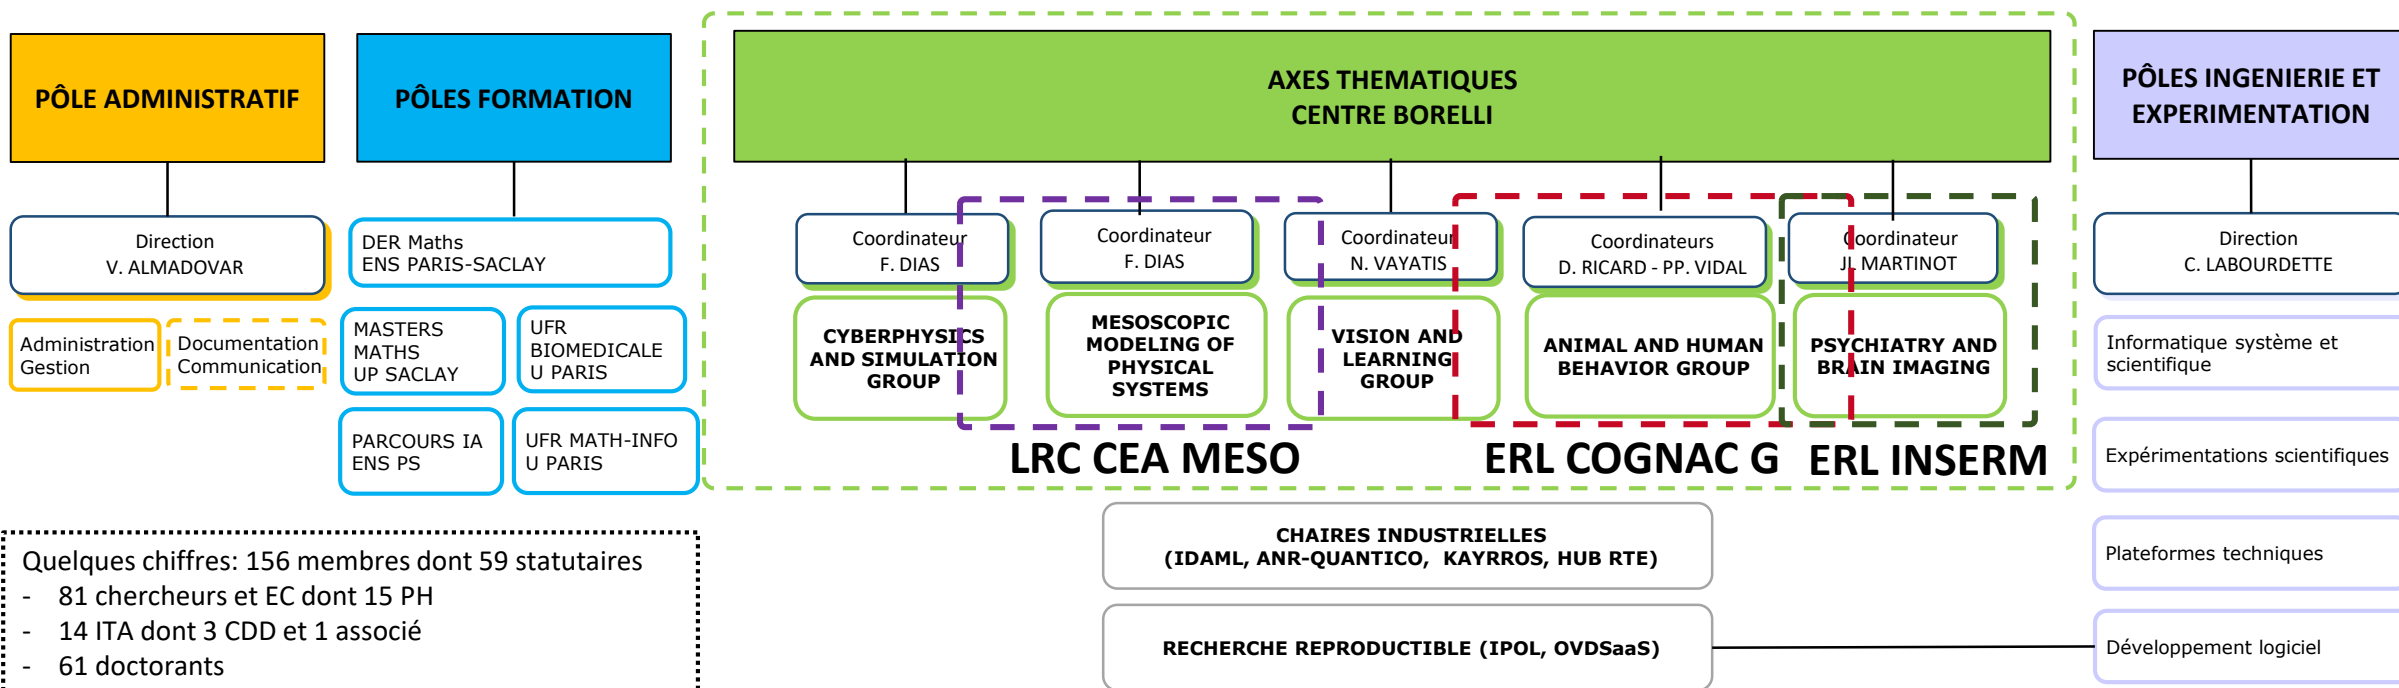 PÔLE ADMINISTRATIF
Direction
V. ALMADOVAR
Administration
Gestion
Documentation
Communication
PÔLES FORMATION
DER Maths
ENS PARIS-SACLAY
MASTERS
MATHS
UP SACLAY
UFR
BIOMEDICALE
U PARIS
PARCOURS IA
ENS PS
UFR MATH-INFO
U PARIS
AXES THEMATIQUES
CENTRE BORELLI
Coordinateur
F. DIAS
CYBERPHYSICS
AND SIMULATION
GROUP
Coordinateur
F. DIAS
MESOSCOPIC
MODELING OF
PHYSICAL
SYSTEMS
Coordinateur
N. VAYATIS
VISION AND
LEARNING
GROUP
Coordinateurs
D. RICARD - PP. VIDAL
ANIMAL AND HUMAN
BEHAVIOR GROUP
Coordinateur
JL MARTINOT
PSYCHIATRY AND
BRAIN IMAGING
LRC CEA MESO
ERL COGNAC G
ERL INSERM
CHAIRES INDUSTRIELLES
(IDAML, ANR-QUANTICO, KAYRROS, HUB RTE)
RECHERCHE REPRODUCTIBLE (IPOL, OVDSaaS)
PÔLES INGENIERIE ET
EXPERIMENTATION
Direction
C. LABOURDETTE
Informatique système et
scientifique
Expérimentations scientifiques
Plateformes techniques
Développement logiciel
Quelques chiffres: 156 membres dont 59 statutaires
- 81 chercheurs et EC dont 15 PH
- 14 ITA dont 3 CDD et 1 associé
- 61 doctorants